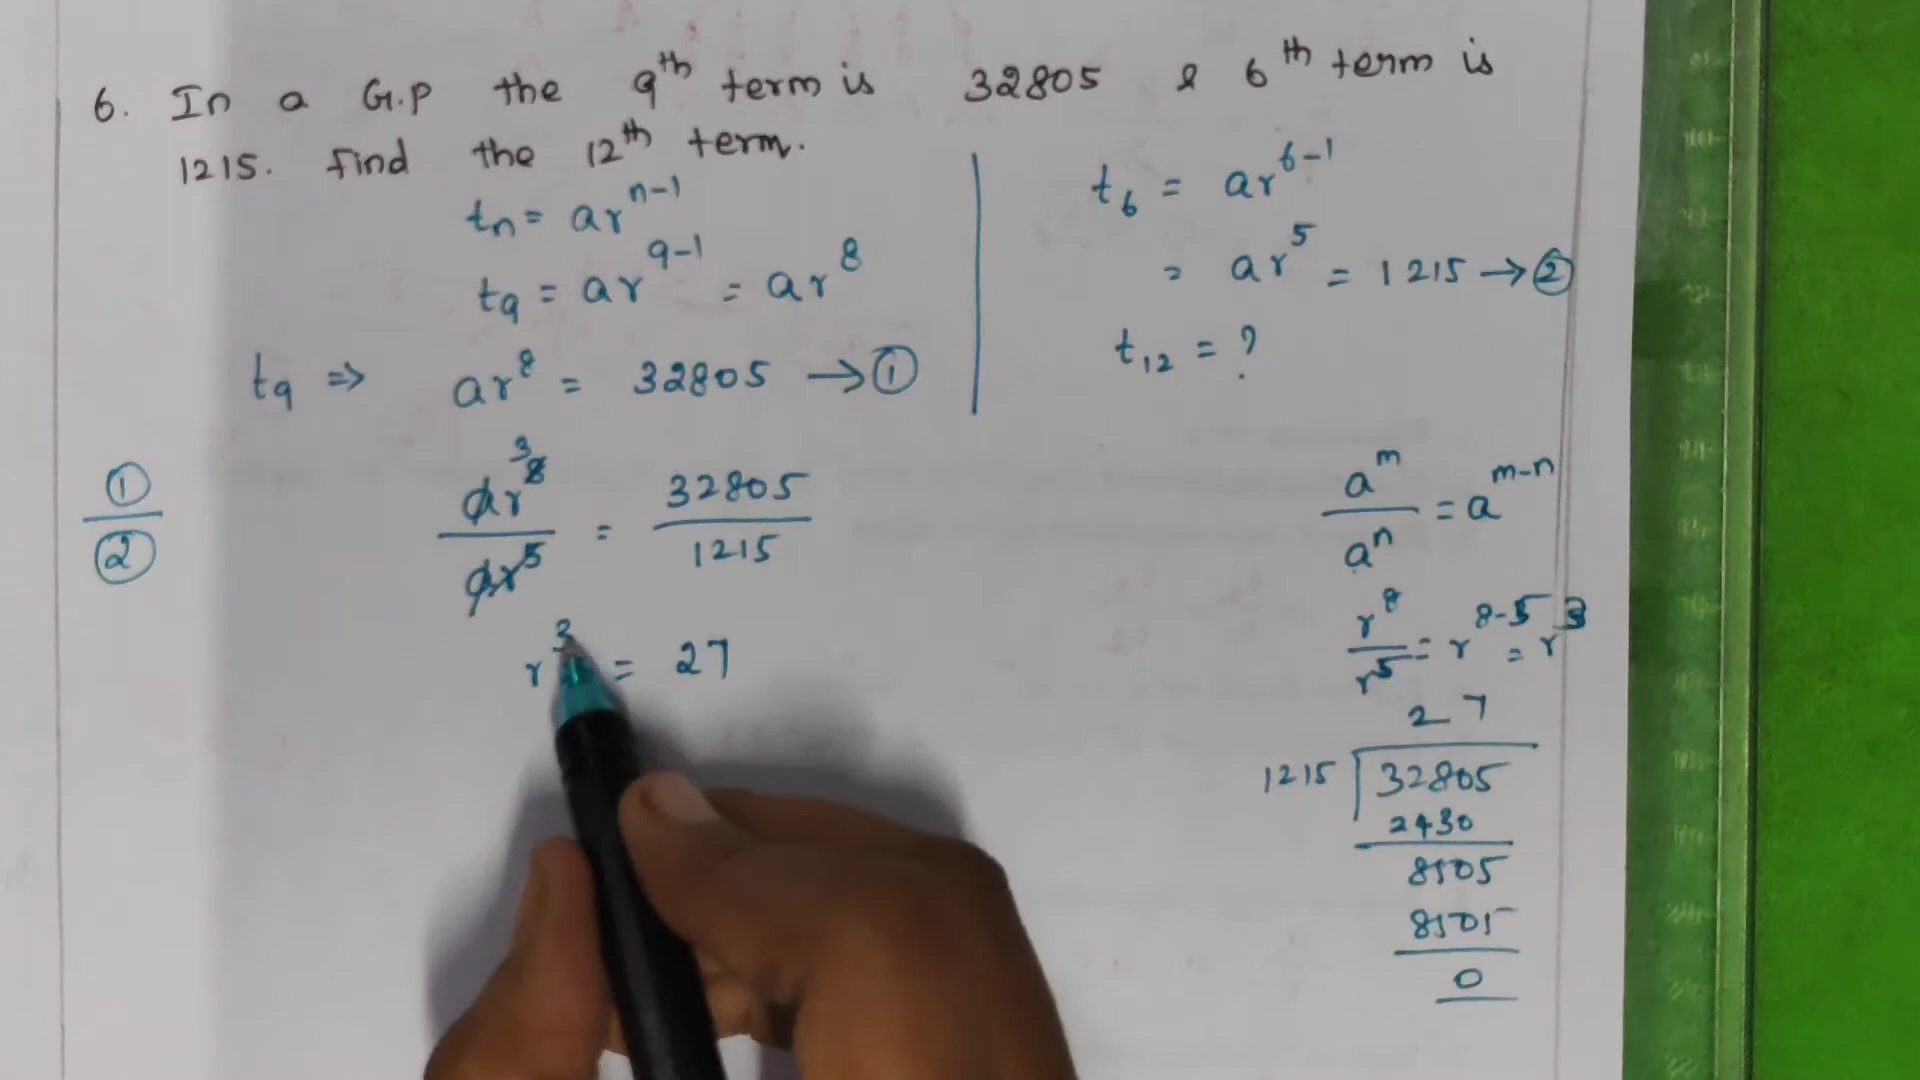 6. In a G.P the 9th term is 32805 & 6th term is
1215. Find the 12th term.
tn = ar^n-1
t9 = ar^9-1 = ar^8
t9 => ar^8 = 32805 → ①
t6 = ar^6-1
= ar^5 = 1215 → ②
t12 = ?
①/② ar^8 3/ar^5 = 32805/1215
r^3 = 27
a^m/a^n = a^m-n
r^8/r^5 = r^8-5 = r^3
27
1215 32805
2430
8505
8505
0